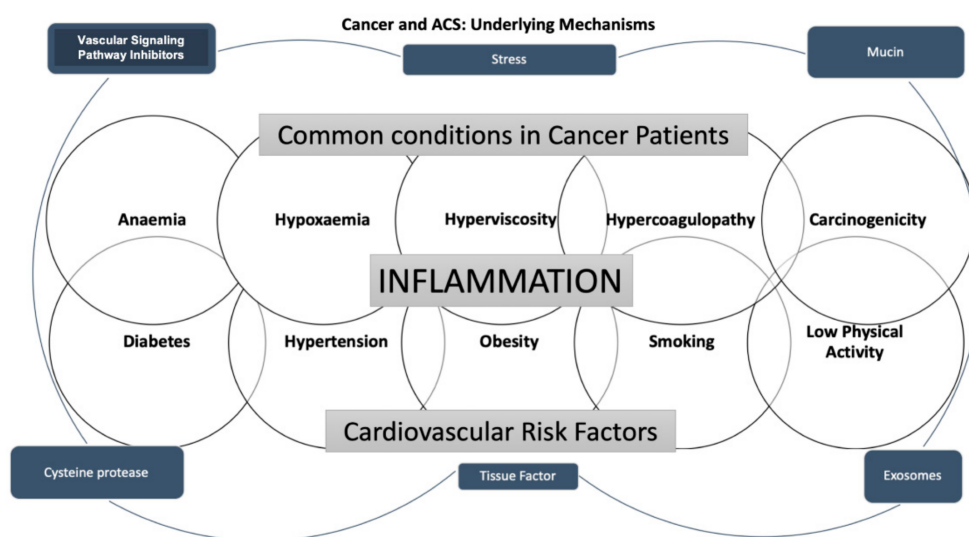 Cancer and ACS: Underlying Mechanisms
Vascular Signaling
Pathway Inhibitors
Stress
Mucin
Common conditions in Cancer Patients
Anaemia
Hypoxaemia
Hyperviscosity
Hypercoagulopathy
Carcinogenicity
INFLAMMATION
Diabetes
Hypertension
Obesity
Smoking
Low Physical
Activity
Cardiovascular Risk Factors
Cysteine protease
Tissue Factor
Exosomes